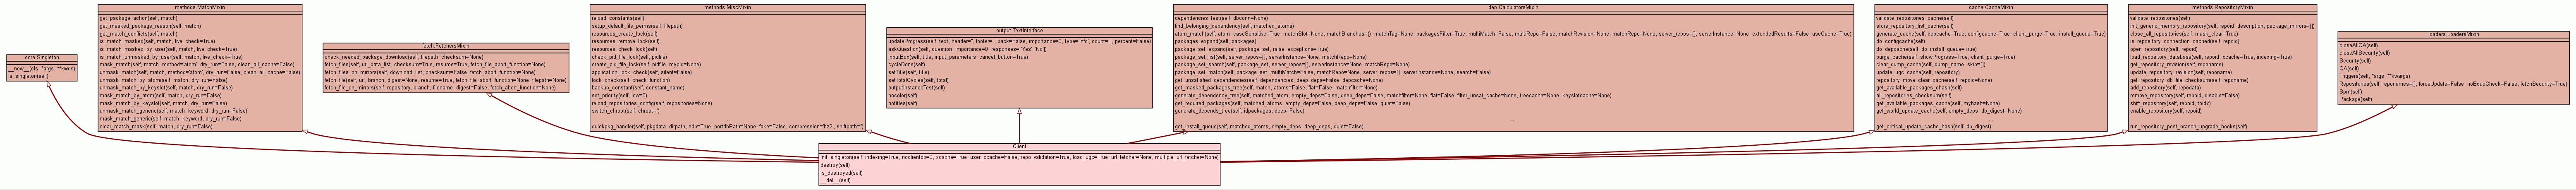 core.Singleton
__new__(cls, *args, **kwds)
is_singleton(self)
methods.MatchMixin
get_package_action(self, match)
get_masked_package_reason(self, match)
get_match_conflicts(self, match)
is_match_masked(self, match, live_check=True)
is_match_masked_by_user(self, match, live_check=True)
is_match_unmasked_by_user(self, match, live_check=True)
mask_match(self, match, method='atom', dry_run=False, clean_all_cache=False)
unmask_match(self, match, method='atom', dry_run=False, clean_all_cache=False)
unmask_match_by_atom(self, match, dry_run=False)
unmask_match_by_keyslot(self, match, dry_run=False)
mask_match_by_atom(self, match, dry_run=False)
mask_match_by_keyslot(self, match, dry_run=False)
unmask_match_generic(self, match, keyword, dry_run=False)
mask_match_generic(self, match, keyword, dry_run=False)
clear_match_mask(self, match, dry_run=False)
fetch.FetchersMixin
check_needed_package_download(self, filepath, checksum=None)
fetch_files(self, url_data_list, checksum=True, resume=True, fetch_file_abort_function=None)
fetch_files_on_mirrors(self, download_list, checksum=False, fetch_abort_function=None)
fetch_file(self, url, branch, digest=None, resume=True, fetch_file_abort_function=None, filepath=None)
fetch_file_on_mirrors(self, repository, branch, filename, digest=False, fetch_abort_function=None)
methods.MiscMixin
reload_constants(self)
setup_default_file_perms(self, filepath)
resources_create_lock(self)
resources_remove_lock(self)
resources_check_lock(self)
check_pid_file_lock(self, pidfile)
create_pid_file_lock(self, pidfile, mypid=None)
application_lock_check(self, silent=False)
lock_check(self, check_function)
backup_constant(self, constant_name)
set_priority(self, low=0)
reload_repositories_config(self, repositories=None)
switch_chroot(self, chroot='')
quickpkg_handler(self, pkgdata, dirpath, edb=True, portdbPath=None, fake=False, compression='bz2', shiftpath='')
output.TextInterface
updateProgress(self, text, header='', footer='', back=False, importance=0, type='info', count=[], percent=False)
askQuestion(self, question, importance=0, responses=['Yes', 'No'])
inputBox(self, title, input_parameters, cancel_button=True)
cycleDone(self)
setTitle(self, title)
setTotalCycles(self, total)
outputInstanceTest(self)
nocolor(self)
notitles(self)
dep.CalculatorsMixin
dependencies_test(self, dbconn=None)
find_belonging_dependency(self, matched_atoms)
atom_match(self, atom, caseSensitive=True, matchSlot=None, matchBranches=(), matchTag=None, packagesFilter=True, multiMatch=False, multiRepo=False, matchRevision=None, matchRepo=None, server_repos=[], serverInstance=None, extendedResults=False, useCache=True)
packages_expand(self, packages)
package_set_expand(self, package_set, raise_exceptions=True)
package_set_list(self, server_repos=[], serverInstance=None, matchRepo=None)
package_set_search(self, package_set, server_repos=[], serverInstance=None, matchRepo=None)
package_set_match(self, package_set, multiMatch=False, matchRepo=None, server_repos=[], serverInstance=None, search=False)
get_unsatisfied_dependencies(self, dependencies, deep_deps=False, depcache=None)
get_masked_packages_tree(self, match, atoms=False, flat=False, matchfilter=None)
generate_dependency_tree(self, matched_atom, empty_deps=False, deep_deps=False, matchfilter=None, flat=False, filter_unsat_cache=None, treecache=None, keyslotcache=None)
get_required_packages(self, matched_atoms, empty_deps=False, deep_deps=False, quiet=False)
generate_depends_tree(self, idpackages, deep=False)
...
get_install_queue(self, matched_atoms, empty_deps, deep_deps, quiet=False)
cache.CacheMixin
validate_repositories_cache(self)
store_repository_list_cache(self)
generate_cache(self, depcache=True, configcache=True, client_purge=True, install_queue=True)
do_configcache(self)
do_depcache(self, do_install_queue=True)
purge_cache(self, showProgress=True, client_purge=True)
clear_dump_cache(self, dump_name, skip=[])
update_ugc_cache(self, repository)
repository_move_clear_cache(self, repoid=None)
get_available_packages_chash(self)
all_repositories_checksum(self)
get_available_packages_cache(self, myhash=None)
get_world_update_cache(self, empty_deps, db_digest=None)
get_critical_update_cache_hash(self, db_digest)
methods.RepositoryMixin
validate_repositories(self)
init_generic_memory_repository(self, repoid, description, package_mirrors=[])
close_all_repositories(self, mask_clear=True)
is_repository_connection_cached(self, repoid)
open_repository(self, repoid)
load_repository_database(self, repoid, xcache=True, indexing=True)
get_repository_revision(self, reponame)
update_repository_revision(self, reponame)
get_repository_db_file_checksum(self, reponame)
add_repository(self, repodata)
remove_repository(self, repoid, disable=False)
shift_repository(self, repoid, toidx)
enable_repository(self, repoid)
run_repository_post_branch_upgrade_hooks(self)
loaders.LoadersMixin
closeAllQA(self)
closeAllSecurity(self)
Security(self)
QA(self)
Triggers(self, *args, **kwargs)
Repositories(self, reponames=[], forceUpdate=False, noEquoCheck=False, fetchSecurity=True)
Spm(self)
Package(self)
Client
init_singleton(self, indexing=True, noclientdb=0, xcache=True, user_xcache=False, repo_validation=True, load_ugc=True, url_fetcher=None, multiple_url_fetcher=None)
destroy(self)
is_destroyed(self)
__del__(self)